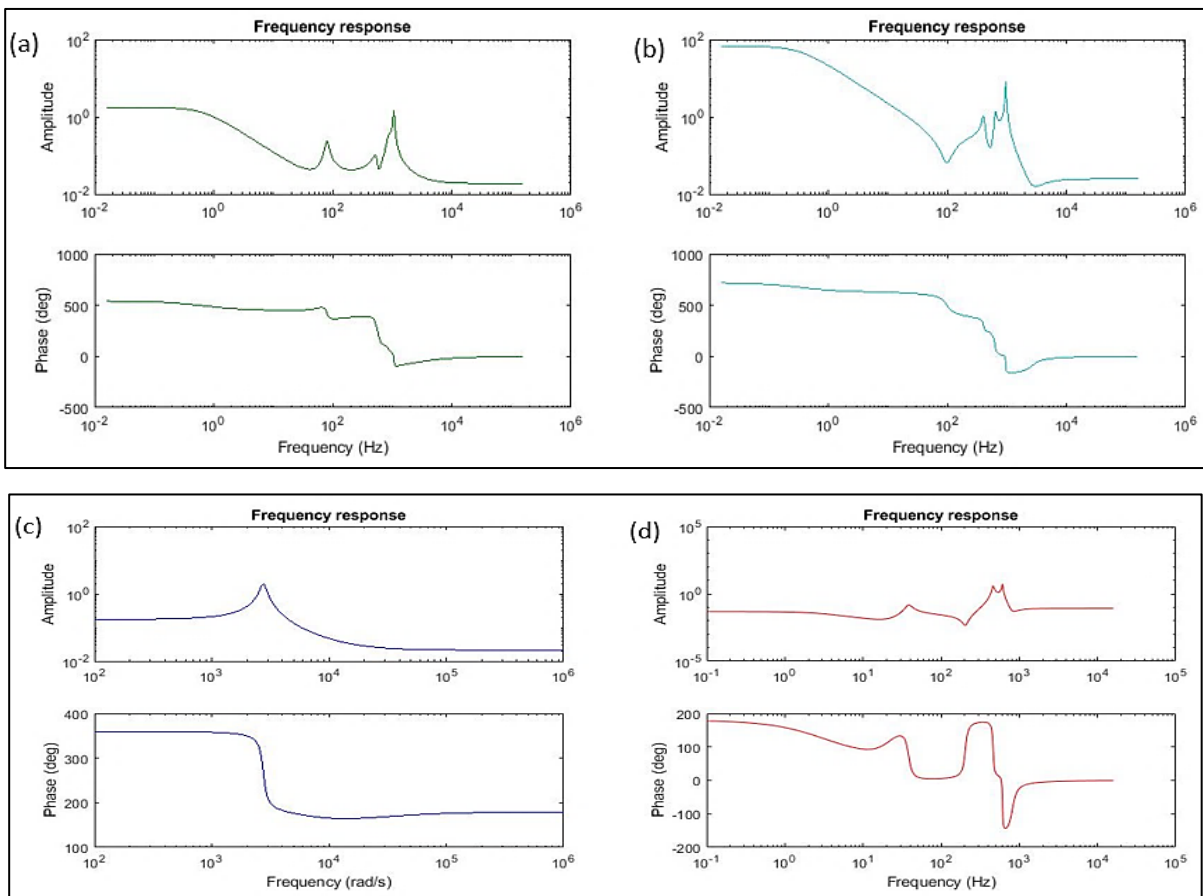 (a)
Frequency response
Amplitude
10^2
10^0
10^-2
10^-2 10^0 10^2 10^4 10^6
Phase (deg)
1000
500
0
-500
10^-2 10^0 10^2 10^4 10^6
Frequency (Hz)
(b)
Frequency response
Amplitude
10^2
10^0
10^-2
10^-2 10^0 10^2 10^4 10^6
Phase (deg)
1000
500
0
-500
10^-2 10^0 10^2 10^4 10^6
Frequency (Hz)
(c)
Frequency response
Amplitude
10^2
10^0
10^-2
10^2 10^3 10^4 10^5 10^6
Phase (deg)
400
300
200
100
10^2 10^3 10^4 10^5 10^6
Frequency (rad/s)
(d)
Frequency response
Amplitude
10^5
10^0
10^-5
10^-1 10^0 10^1 10^2 10^3 10^4 10^5
Phase (deg)
200
100
0
-100
-200
10^-1 10^0 10^1 10^2 10^3 10^4 10^5
Frequency (Hz)